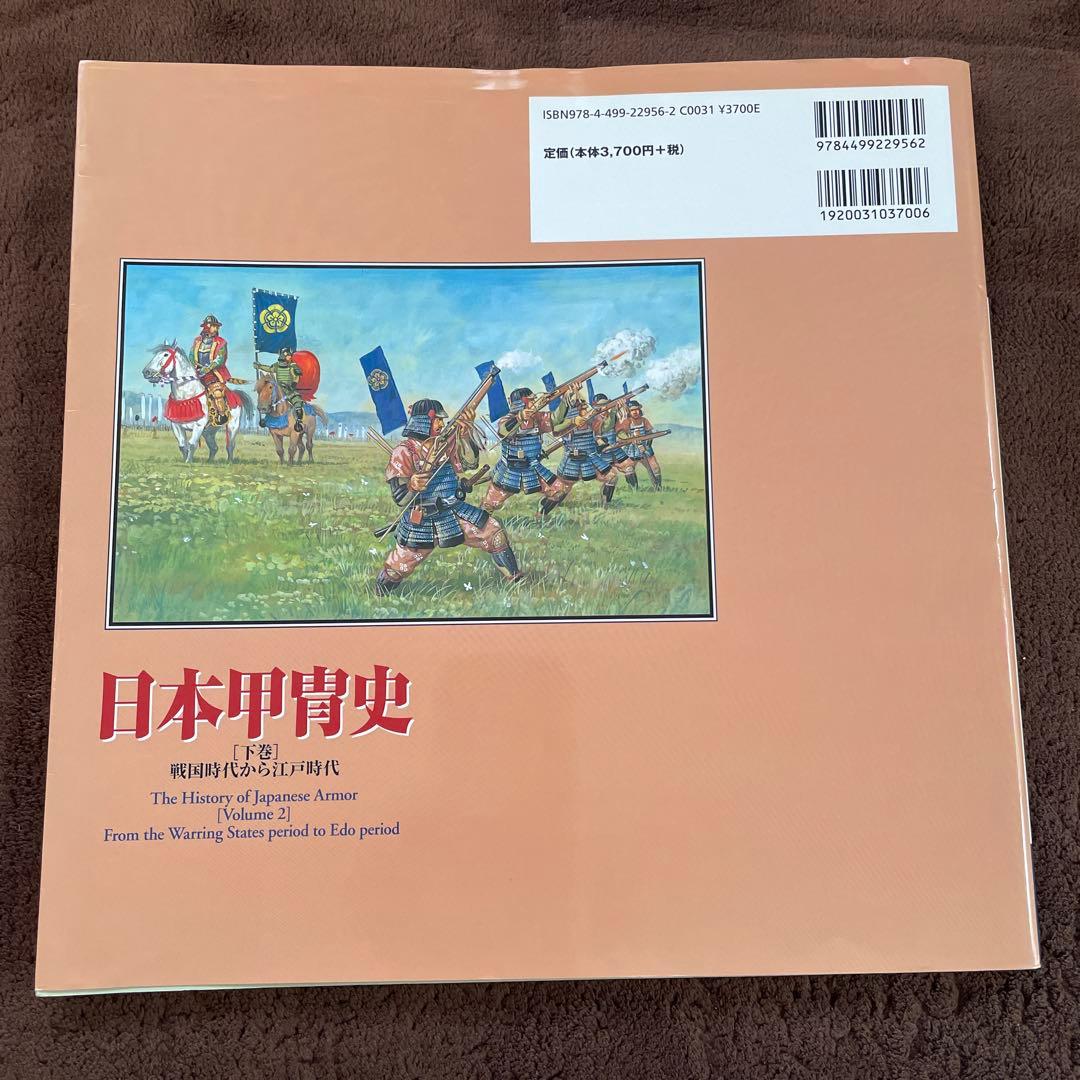 ISBN978-4-499-22956-2 C0031 ¥3700E
定価(本体3,700円+税)
9784499229562
1920031037006
日本甲冑史
[下巻]
戦国時代から江戸時代
The History of Japanese Armor
[Volume 2]
From the Warring States period to Edo period